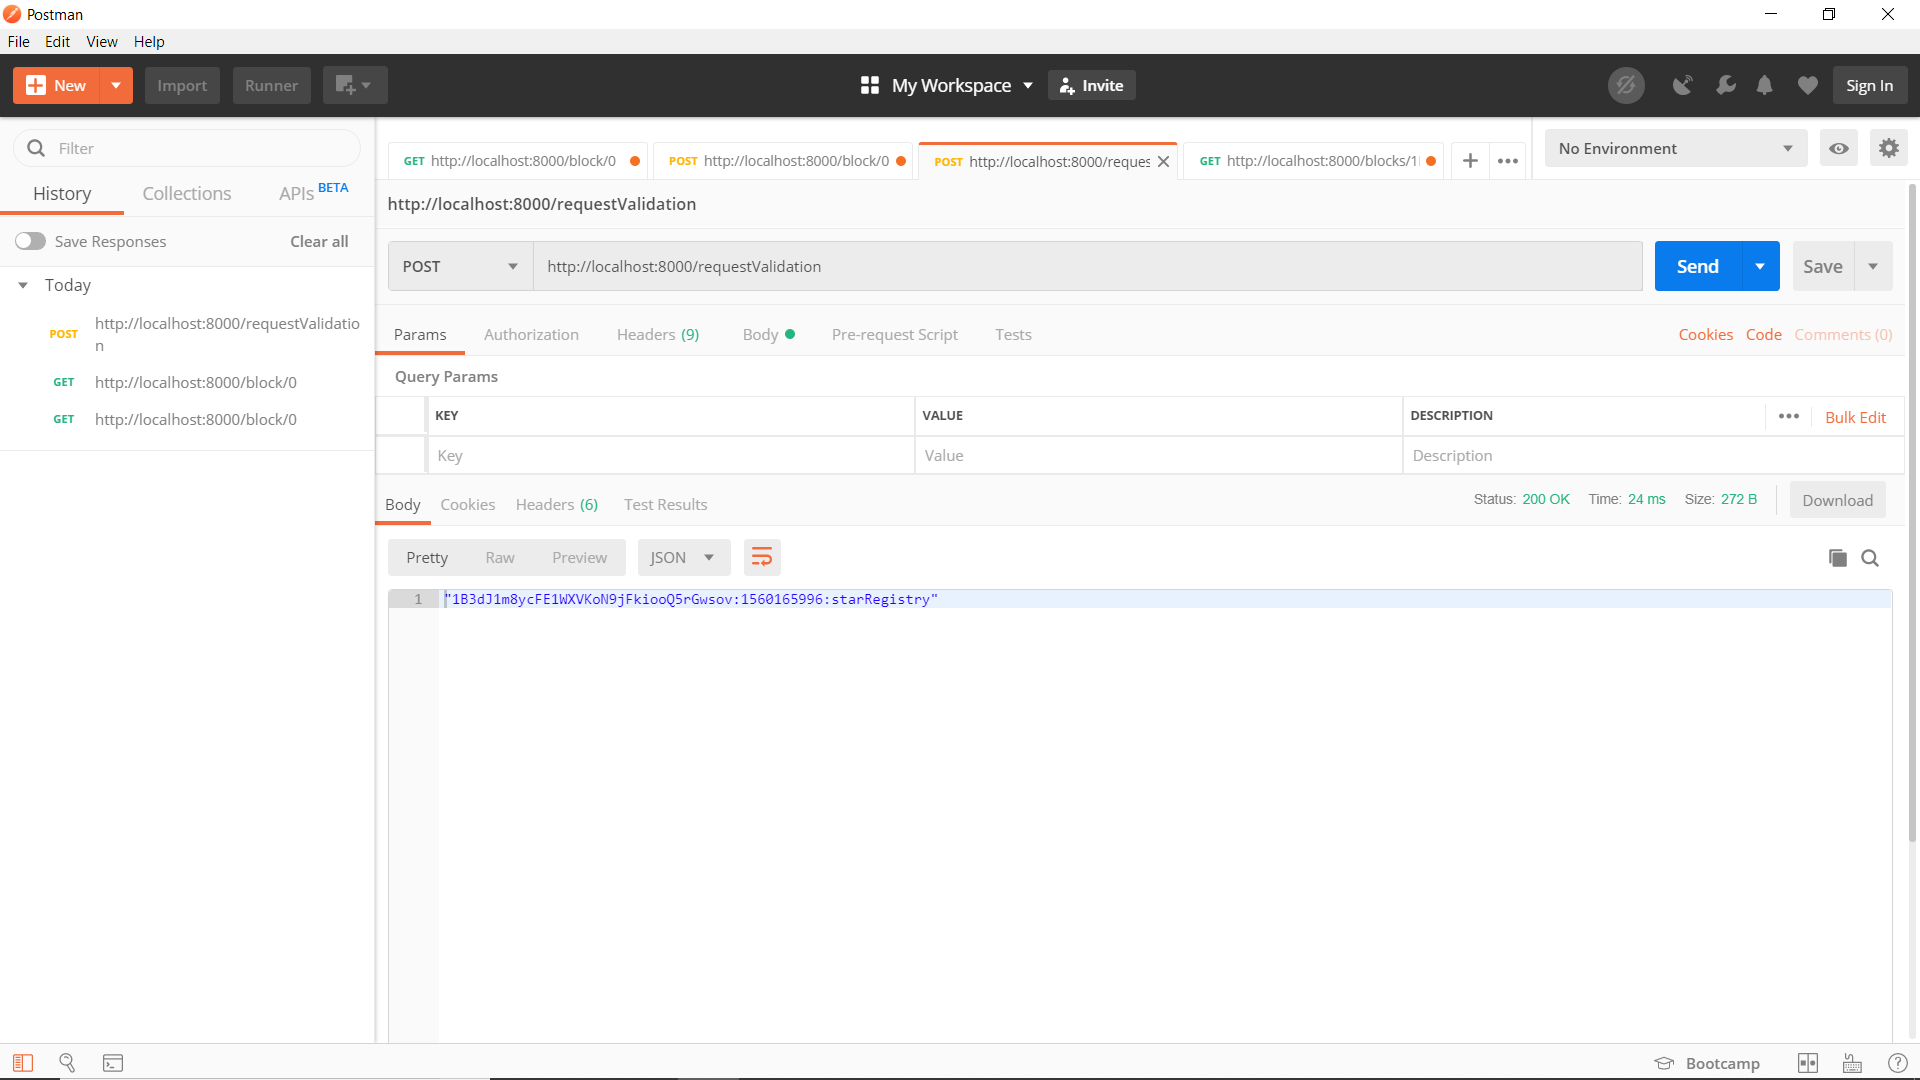 Postman
File Edit View Help
New Import Runner My Workspace Invite Sign In
Filter
History Collections APIs BETA
Save Responses Clear all
Today
POST http://localhost:8000/requestValidatio
n
GET http://localhost:8000/block/0
GET http://localhost:8000/block/0
GET http://localhost:8000/block/0 POST http://localhost:8000/block/0 POST http://localhost:8000/reques GET http://localhost:8000/blocks/1 No Environment
http://localhost:8000/requestValidation
POST http://localhost:8000/requestValidation Send Save
Params Authorization Headers (9) Body Pre-request Script Tests Cookies Code Comments (0)
Query Params
KEY VALUE DESCRIPTION Bulk Edit
Key Value Description
Body Cookies Headers (6) Test Results Status: 200 OK Time: 24 ms Size: 272 B Download
Pretty Raw Preview JSON
1 "1B3dJ1m8ycFE1WXVKoN9jFkiooQ5rGwsov:1560165996:starRegistry"
Bootcamp